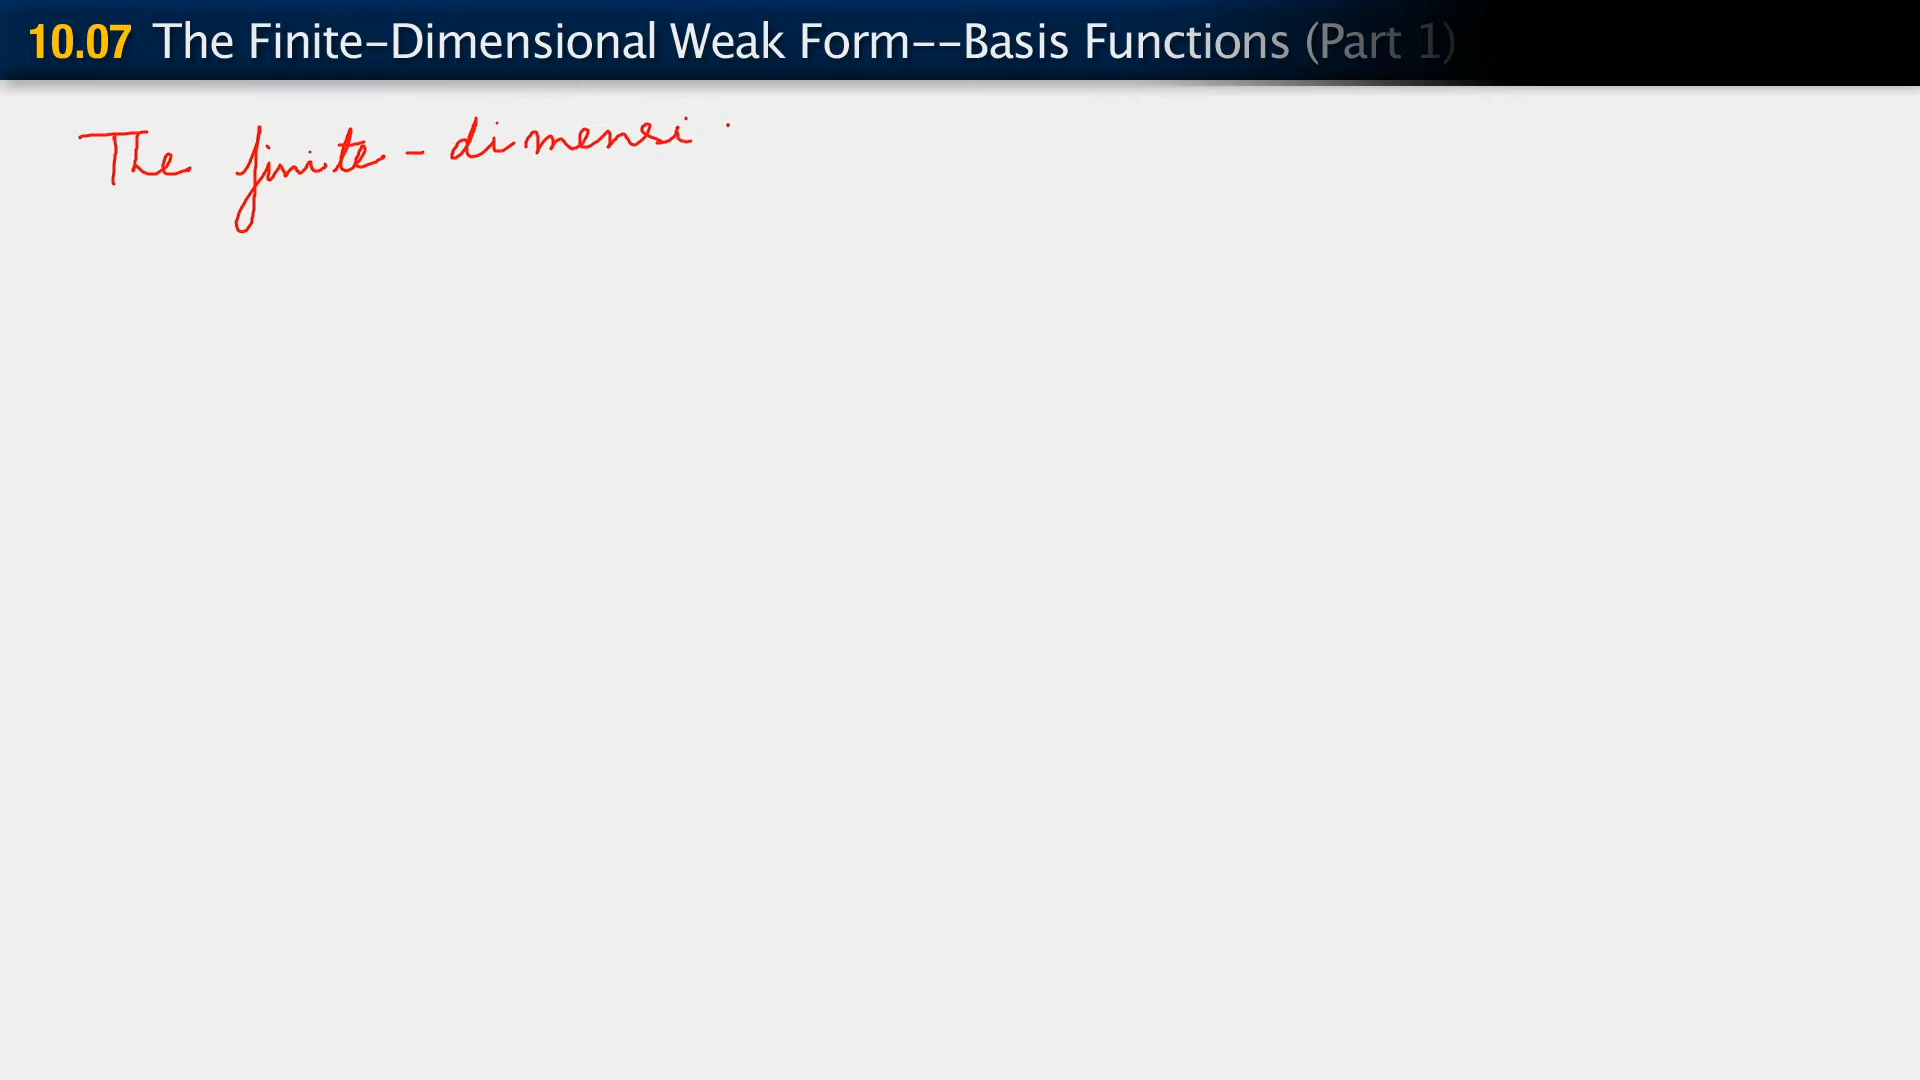 10.07 The Finite-Dimensional Weak Form--Basis Functions (Part 1)
The finite - dimensi